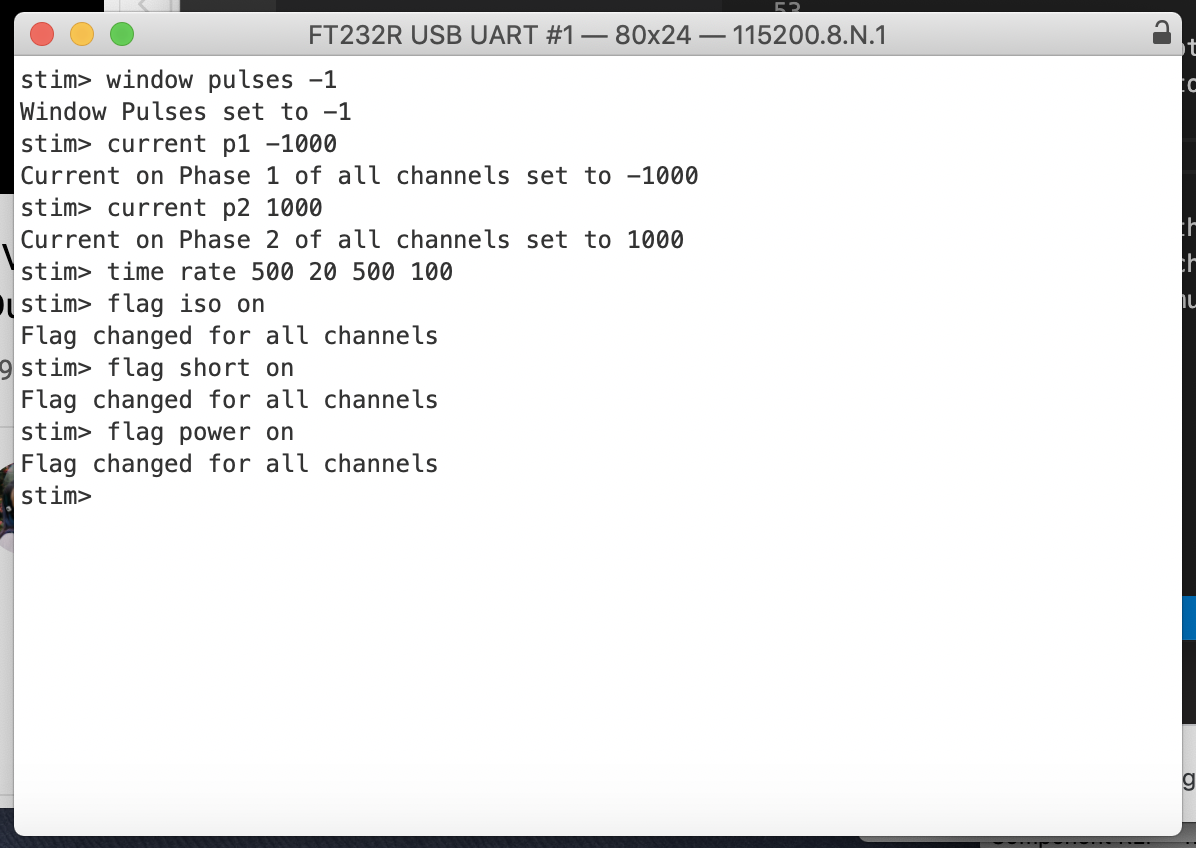 53
FT232R USB UART #1 — 80x24 — 115200.8.N.1
stim> window pulses -1
Window Pulses set to -1
stim> current p1 -1000
Current on Phase 1 of all channels set to -1000
stim> current p2 1000
Current on Phase 2 of all channels set to 1000
stim> time rate 500 20 500 100
stim> flag iso on
Flag changed for all channels
stim> flag short on
Flag changed for all channels
stim> flag power on
Flag changed for all channels
stim>